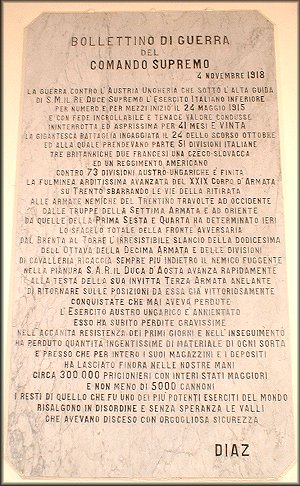 BOLLETTINO DI GUERRA
DEL
COMANDO SUPREMO
4 NOVEMBRE 1918
LA GUERRA CONTRO L'AUSTRIA UNGHERIA CHE SOTTO L'ALTA GUIDA
DI S.M. IL RE DUCE SUPREMO L'ESERCITO ITALIANO INFERIORE
PER NUMERO E PER MEZZI INIZIÒ IL 24 MAGGIO 1915
E CON FEDE INCROLLABILE E TENACE VALORE CONDUSSE
ININTERROTTA ED ASPRISSIMA PER 41 MESI È VINTA
LA GIGANTESCA BATTAGLIA INGAGGIATA IL 24 DELLO SCORSO OTTOBRE
ED ALLA QUALE PRENDEVANO PARTE 51 DIVISIONI ITALIANE
TRE BRITANNICHE DUE FRANCESI UNA CZECO-SLOVACCA
ED UN REGGIMENTO AMERICANO
CONTRO 73 DIVISIONI AUSTRO-UNGARICHE È FINITA
LA FULMINEA ARDITISSIMA AVANZATA DEL XXIX CORPO D'ARMATA
SU TRENTO SBARRANDO LE VIE DELLA RITIRATA
ALLE ARMATE NEMICHE DEL TRENTINO TRAVOLTE AD OCCIDENTE
DALLE TRUPPE DELLA SETTIMA ARMATA E AD ORIENTE
DA QUELLE DELLA PRIMA SESTA E QUARTA HA DETERMINATO IERI
LO SFACELO TOTALE DELLA FRONTE AVVERSARIA
DAL BRENTA AL TORRE L'IRRESISTIBILE SLANCIO DELLA DODICESIMA
DELL'OTTAVA DELLA DECIMA ARMATA E DELLE DIVISIONI
DI CAVALLERIA RICACCIA SEMPRE PIÙ INDIETRO IL NEMICO FUGGENTE
NELLA PIANURA S.A.R. IL DUCA D'AOSTA AVANZA RAPIDAMENTE
ALLA TESTA DELLA SUA INVITTA TERZA ARMATA ANELANTE
DI RITORNARE SULLE POSIZIONI DA ESSA GIÀ VITTORIOSAMENTE
CONQUISTATE CHE MAI AVEVA PERDUTE
L'ESERCITO AUSTRO UNGARICO È ANNIENTATO
ESSO HA SUBITO PERDITE GRAVISSIME
NELL'ACCANITA RESISTENZA DEI PRIMI GIORNI E NELL'INSEGUIMENTO
HA PERDUTO QUANTITÀ INGENTISSIME DI MATERIALE DI OGNI SORTA
E PRESSO CHE PER INTERO I SUOI MAGAZZINI E I DEPOSITI
HA LASCIATO FINORA NELLE NOSTRE MANI
CIRCA 300.000 PRIGIONIERI CON INTERI STATI MAGGIORI
E NON MENO DI 5000 CANNONI
I RESTI DI QUELLO CHE FU UNO DEI PIÙ POTENTI ESERCITI DEL MONDO
RISALGONO IN DISORDINE E SENZA SPERANZA LE VALLI
CHE AVEVANO DISCESO CON ORGOGLIOSA SICUREZZA
DIAZ